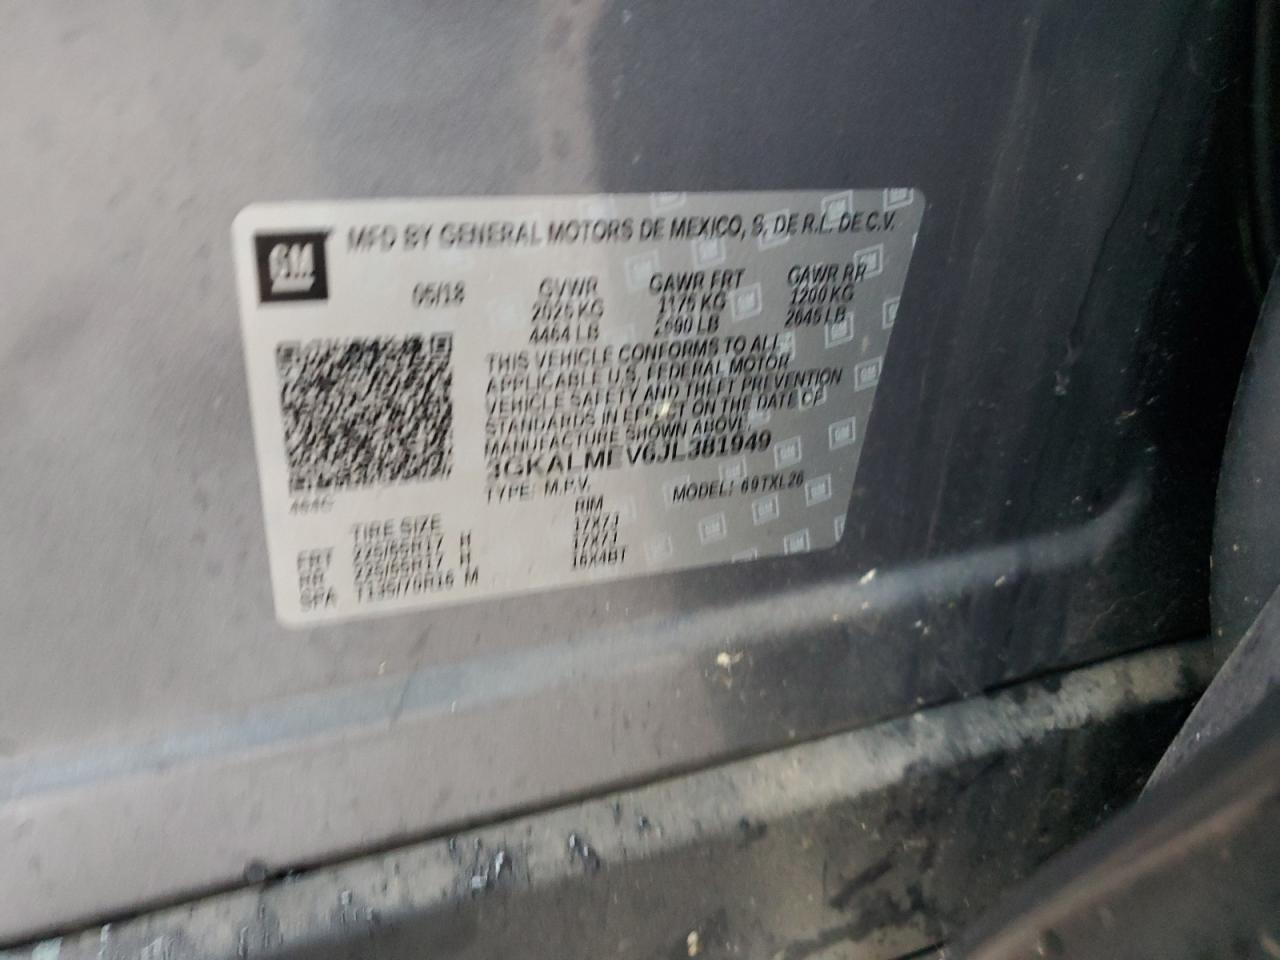 GM
MFD BY GENERAL MOTORS DE MEXICO, S. DE R.L. DE C.V.
06/18 GVWR GAWR FRT GAWR RR
2025 KG 1175 KG 1200 KG
4464 LB 2590 LB 2645 LB
THIS VEHICLE CONFORMS TO ALL
APPLICABLE U.S. FEDERAL MOTOR
VEHICLE SAFETY AND THEFT PREVENTION
STANDARDS IN EFFECT ON THE DATE OF
MANUFACTURE SHOWN ABOVE.
3GKALMEV6JL381949
TYPE: M.P.V. MODEL: 69TXL26
TIRE SIZE RIM
FRT 225/65R17 H 17X7J
RR 225/65R17 H 17X7J
SPA T135/70R16 M 16X4BT